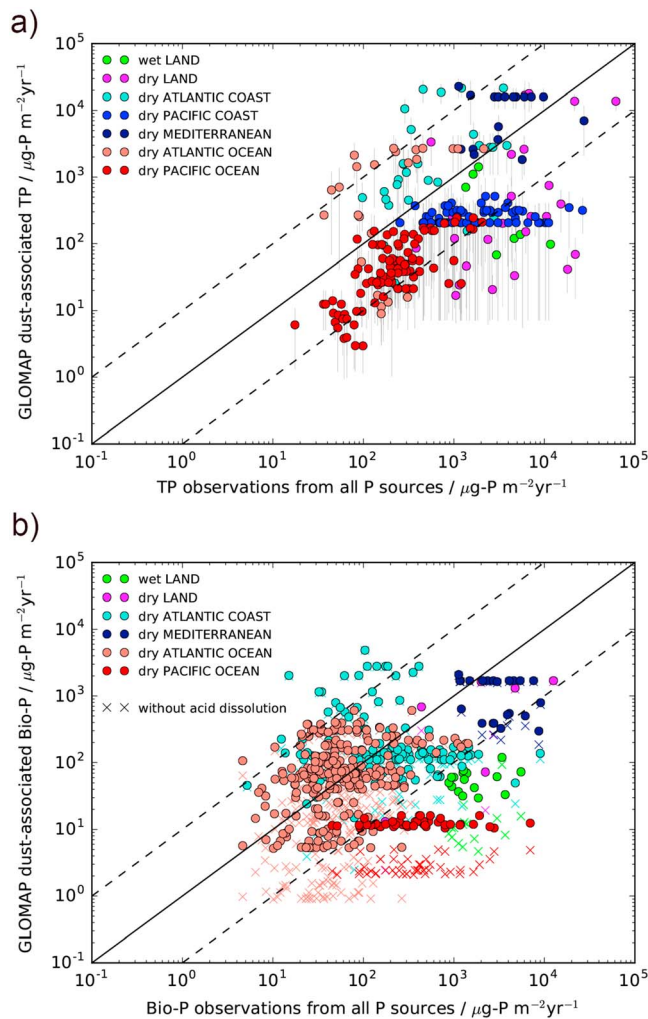 a)
GLOMAP dust-associated TP / μg-P m⁻²yr⁻¹
10⁵
10⁴
10³
10²
10¹
10⁰
10⁻¹
wet LAND
dry LAND
dry ATLANTIC COAST
dry PACIFIC COAST
dry MEDITERRANEAN
dry ATLANTIC OCEAN
dry PACIFIC OCEAN
10⁻¹ 10⁰ 10¹ 10² 10³ 10⁴ 10⁵
TP observations from all P sources / μg-P m⁻²yr⁻¹
b)
GLOMAP dust-associated Bio-P / μg-P m⁻²yr⁻¹
10⁵
10⁴
10³
10²
10¹
10⁰
10⁻¹
wet LAND
dry LAND
dry ATLANTIC COAST
dry MEDITERRANEAN
dry ATLANTIC OCEAN
dry PACIFIC OCEAN
without acid dissolution
10⁻¹ 10⁰ 10¹ 10² 10³ 10⁴ 10⁵
Bio-P observations from all P sources / μg-P m⁻²yr⁻¹